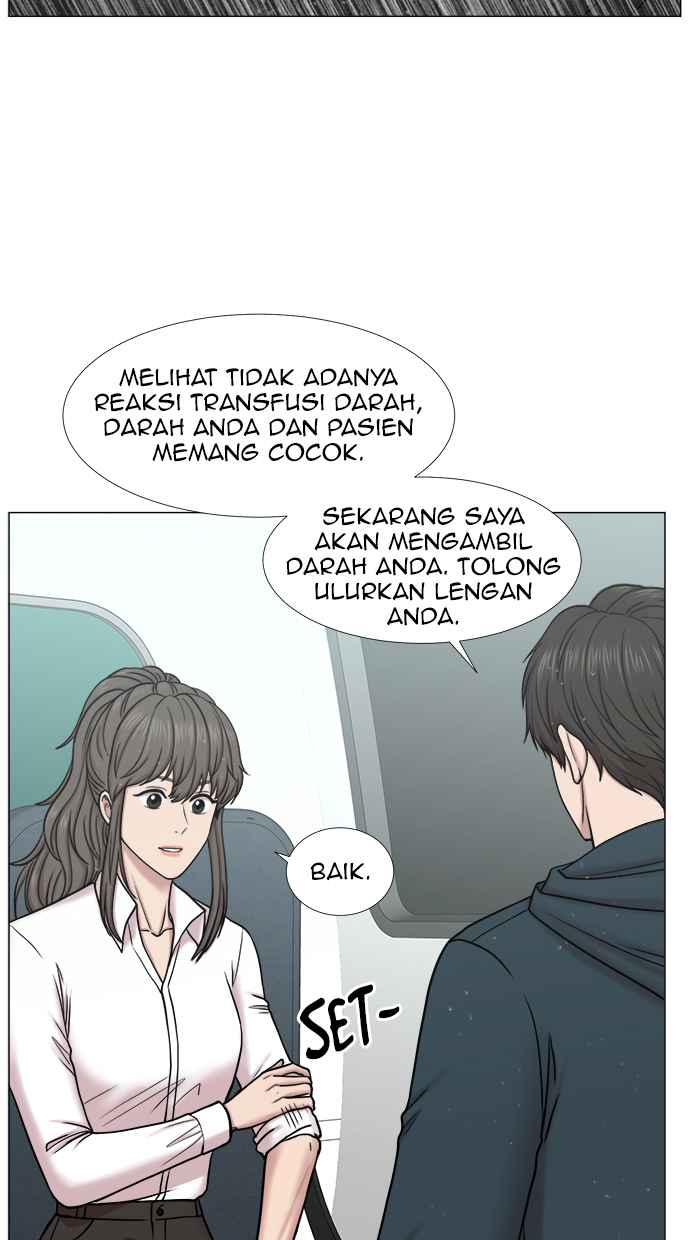 MELIHAT TIDAK ADANYA
REAKSI TRANSFUSI DARAH,
DARAH ANDA DAN PASIEN
MEMANG COCOK.
SEKARANG SAYA
AKAN MENGAMBIL
DARAH ANDA. TOLONG
ULURKAN LENGAN
ANDA.
BAIK.
SET-